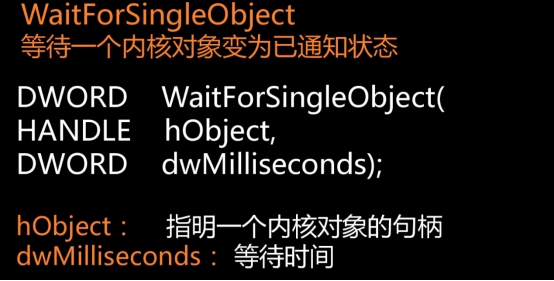 WaitForSingleObject
等待一个内核对象变为已通知状态
DWORD WaitForSingleObject(
HANDLE hObject,
DWORD dwMilliseconds);
hObject： 指明一个内核对象的句柄
dwMilliseconds：等待时间